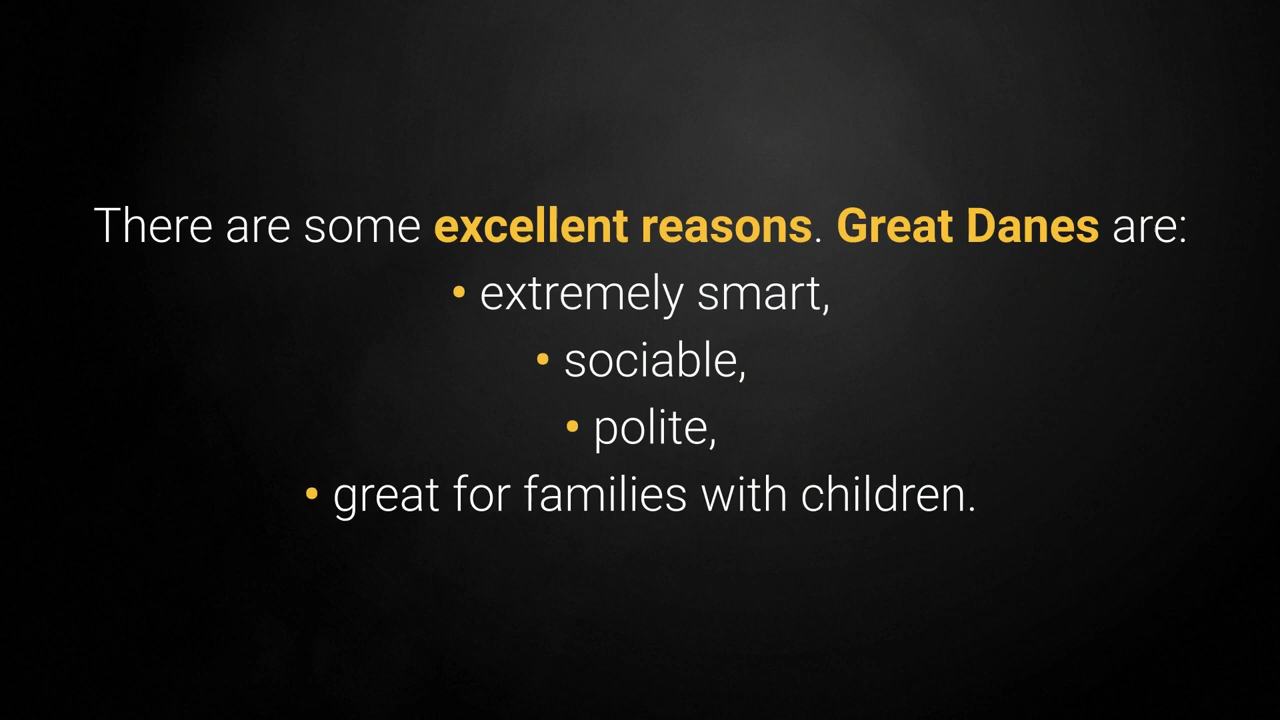 There are some excellent reasons. Great Danes are:
• extremely smart,
• sociable,
• polite,
• great for families with children.